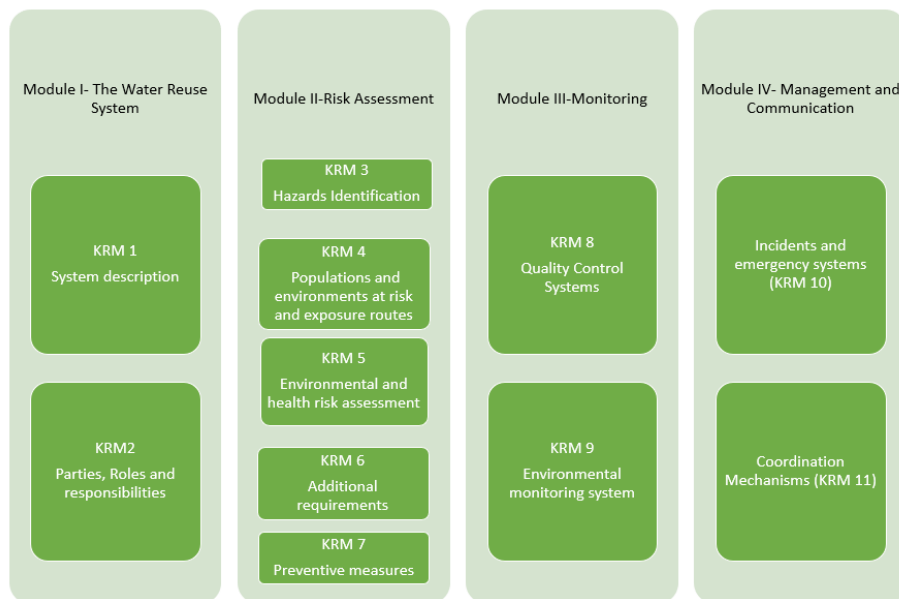 Module I- The Water Reuse
System
KRM 1
System description
KRM2
Parties, Roles and
responsibilities
Module II-Risk Assessment
KRM 3
Hazards Identification
KRM 4
Populations and
environments at risk
and exposure routes
KRM 5
Environmental and
health risk assessment
KRM 6
Additional
requirements
KRM 7
Preventive measures
Module III-Monitoring
KRM 8
Quality Control
Systems
KRM 9
Environmental
monitoring system
Module IV- Management and
Communication
Incidents and
emergency systems
(KRM 10)
Coordination
Mechanisms (KRM 11)